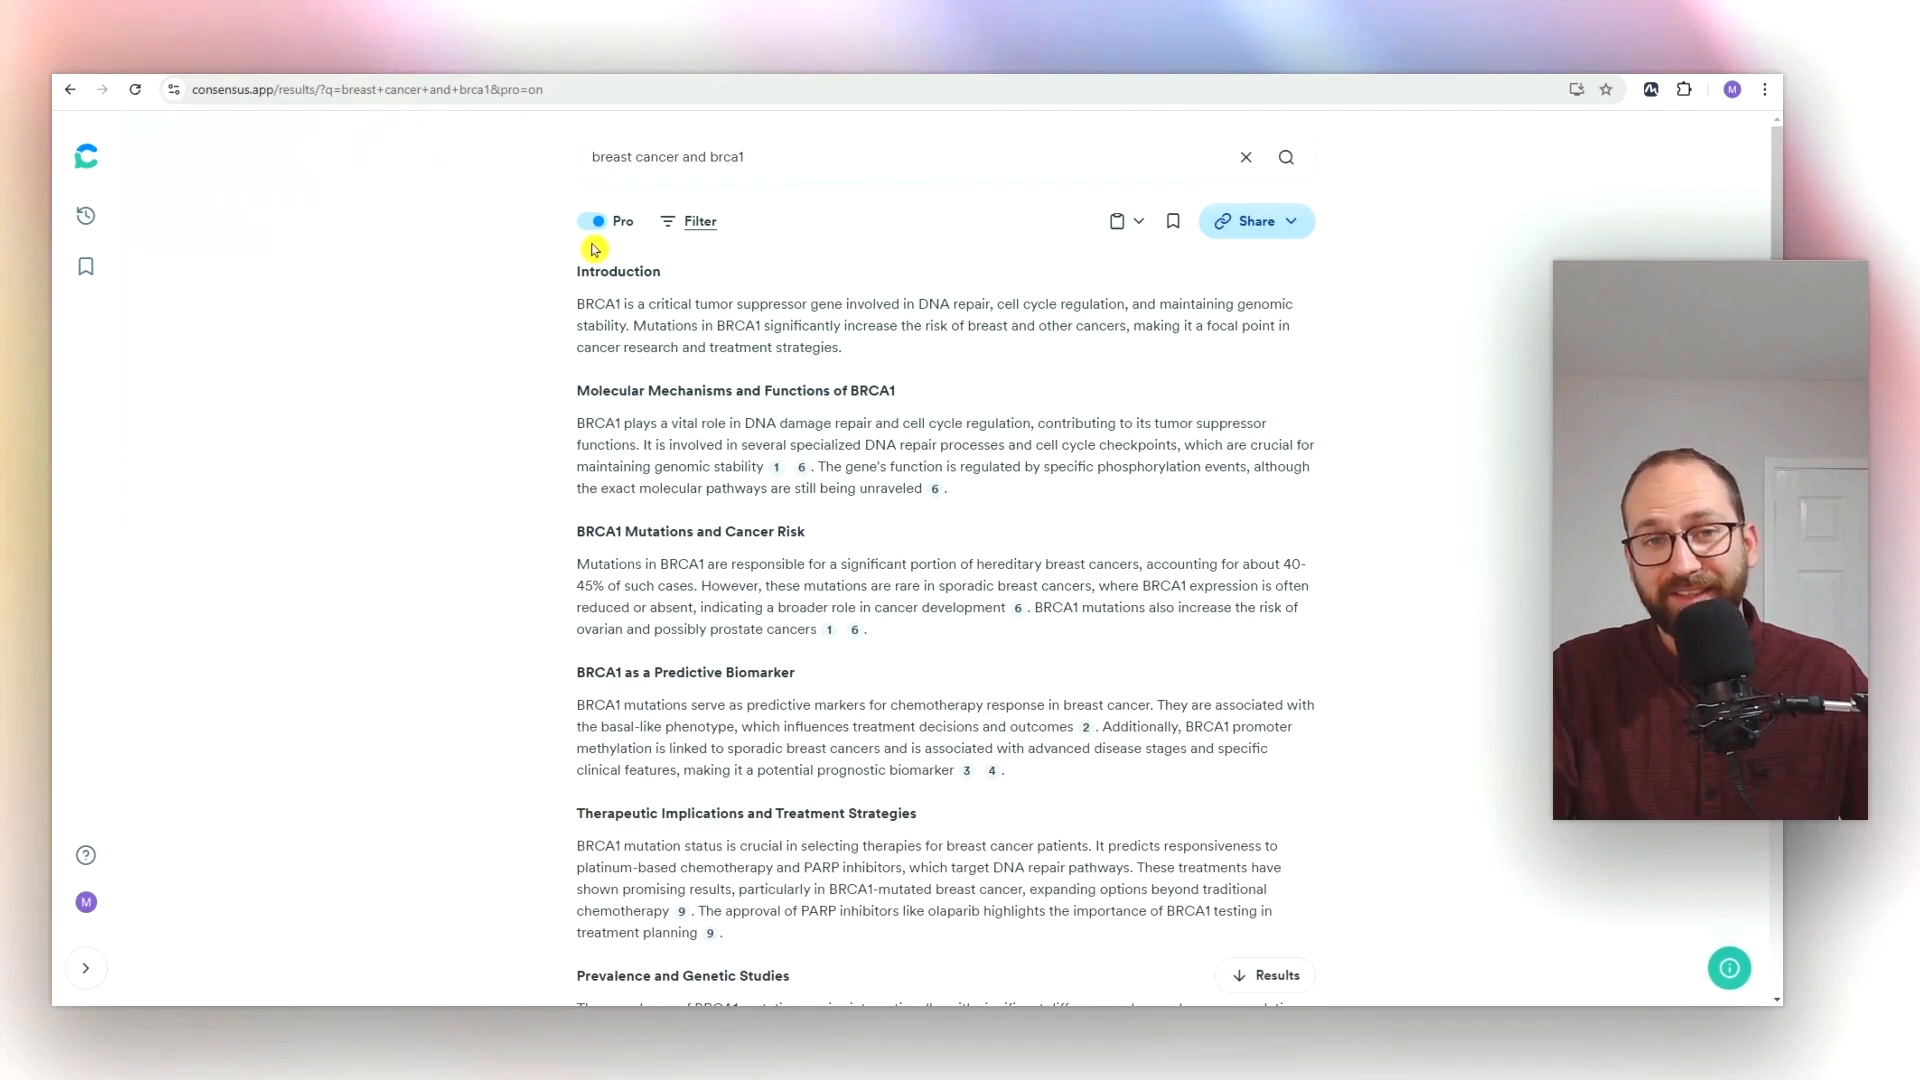 consensus.app/results/?q=breast+cancer+and+brca1&pro=on
M
breast cancer and brca1
Pro
Filter
Share
Introduction
BRCA1 is a critical tumor suppressor gene involved in DNA repair, cell cycle regulation, and maintaining genomic
stability. Mutations in BRCA1 significantly increase the risk of breast and other cancers, making it a focal point in
cancer research and treatment strategies.
Molecular Mechanisms and Functions of BRCA1
BRCA1 plays a vital role in DNA damage repair and cell cycle regulation, contributing to its tumor suppressor
functions. It is involved in several specialized DNA repair processes and cell cycle checkpoints, which are crucial for
maintaining genomic stability 1 6 . The gene's function is regulated by specific phosphorylation events, although
the exact molecular pathways are still being unraveled 6 .
BRCA1 Mutations and Cancer Risk
Mutations in BRCA1 are responsible for a significant portion of hereditary breast cancers, accounting for about 40-
45% of such cases. However, these mutations are rare in sporadic breast cancers, where BRCA1 expression is often
reduced or absent, indicating a broader role in cancer development 6 . BRCA1 mutations also increase the risk of
ovarian and possibly prostate cancers 1 6 .
BRCA1 as a Predictive Biomarker
BRCA1 mutations serve as predictive markers for chemotherapy response in breast cancer. They are associated with
the basal-like phenotype, which influences treatment decisions and outcomes 2 . Additionally, BRCA1 promoter
methylation is linked to sporadic breast cancers and is associated with advanced disease stages and specific
clinical features, making it a potential prognostic biomarker 3 4 .
Therapeutic Implications and Treatment Strategies
BRCA1 mutation status is crucial in selecting therapies for breast cancer patients. It predicts responsiveness to
platinum-based chemotherapy and PARP inhibitors, which target DNA repair pathways. These treatments have
shown promising results, particularly in BRCA1-mutated breast cancer, expanding options beyond traditional
chemotherapy 9 . The approval of PARP inhibitors like olaparib highlights the importance of BRCA1 testing in
treatment planning 9 .
M
Prevalence and Genetic Studies
Results